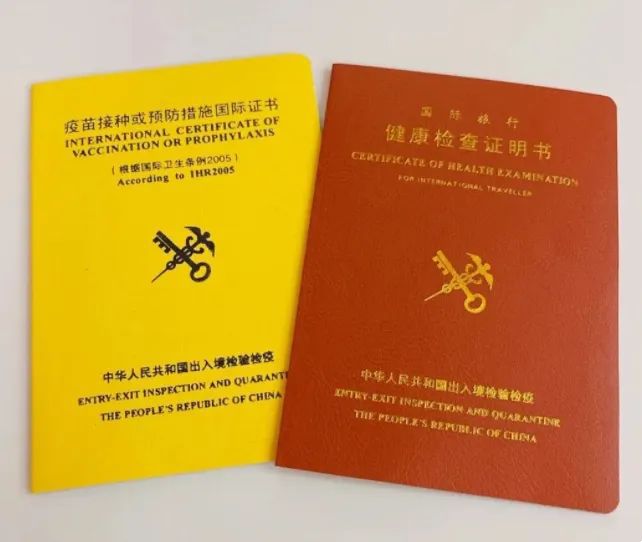 疫苗接种或预防措施国际证书
INTERNATIONAL CERTIFICATE OF
VACCINATION OR PROPHYLAXIS
(根据国际卫生条例2005)
According to IHR2005
中华人民共和国出入境检验检疫
ENTRY-EXIT INSPECTION AND QUARANTI
THE PEOPLE'S REPUBLIC OF CHINA
国际旅行
健康检查证明书
CERTIFICATE OF HEALTH EXAMINATION
FOR INTERNATIONAL TRAVELLER
中华人民共和国出入境检验检疫
ENTRY-EXIT INSPECTION AND QUARANTINE
THE PEOPLE'S REPUBLIC OF CHINA